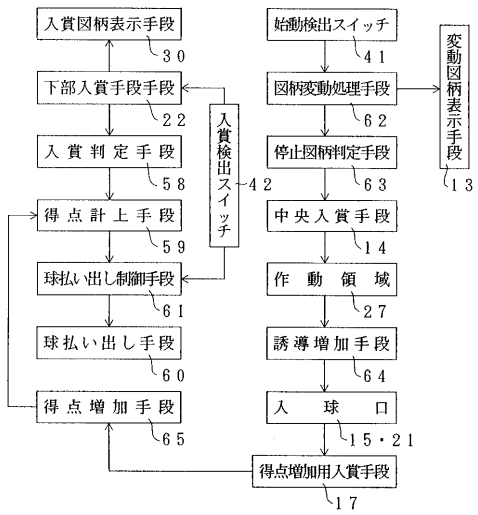 入賞図柄表示手段
30
下部入賞手段手段
22
入賞判定手段
58
得点計上手段
59
球払い出し制御手段
61
球払い出し手段
60
得点増加手段
65
入賞検出スイッチ
42
始動検出スイッチ
41
図柄変動処理手段
62
停止図柄判定手段
63
中央入賞手段
14
作動領域
27
誘導増加手段
64
入球口
15・21
得点増加用入賞手段
17
変動図柄表示手段
13